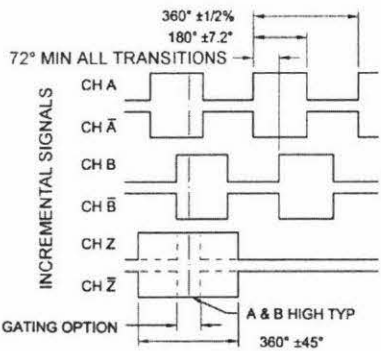 360° ±1/2%
180° ±7.2°
72° MIN ALL TRANSITIONS
CH A
CH A̅
CH B
CH B̅
CH Z
CH Z̅
INCREMENTAL SIGNALS
A & B HIGH TYP
GATING OPTION
360° ±45°